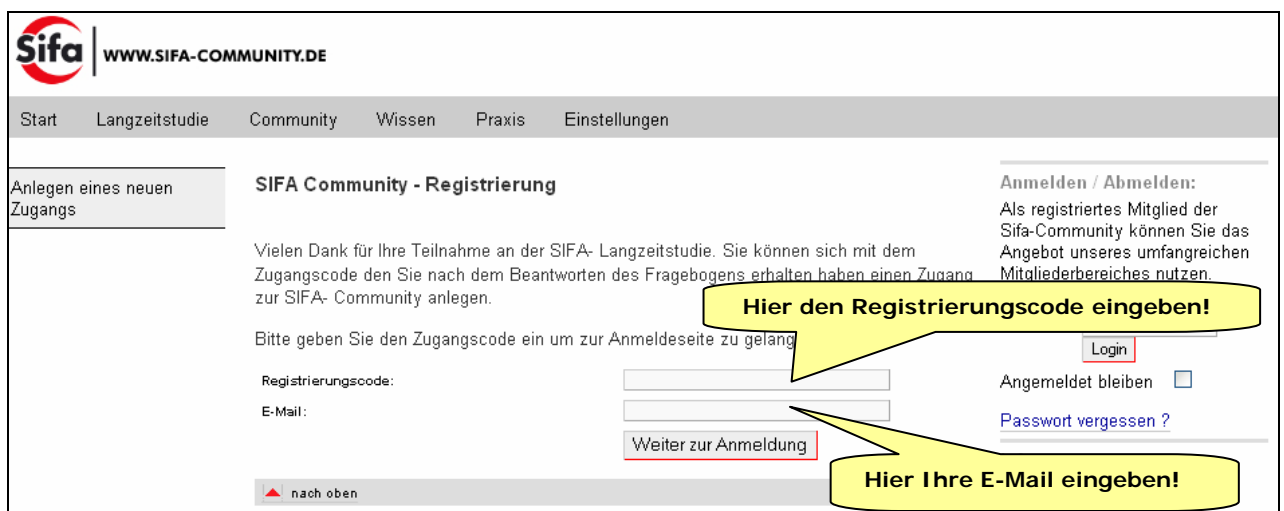 Sifa WWW.SIFA-COMMUNITY.DE
Start Langzeitstudie Community Wissen Praxis Einstellungen
Anlegen eines neuen
Zugangs
SIFA Community - Registrierung
Vielen Dank für Ihre Teilnahme an der SIFA- Langzeitstudie. Sie können sich mit dem
Zugangscode den Sie nach dem Beantworten des Fragebogens erhalten haben einen Zugang
zur SIFA- Community anlegen.
Bitte geben Sie den Zugangscode ein um zur Anmeldeseite zu gelang
Registrierungscode:
E-Mail:
Weiter zur Anmeldung
nach oben
Anmelden / Abmelden:
Als registriertes Mitglied der
Sifa-Community können Sie das
Angebot unseres umfangreichen
Mitgliederbereiches nutzen.
Login
Angemeldet bleiben
Passwort vergessen ?
Hier den Registrierungscode eingeben!
Hier Ihre E-Mail eingeben!